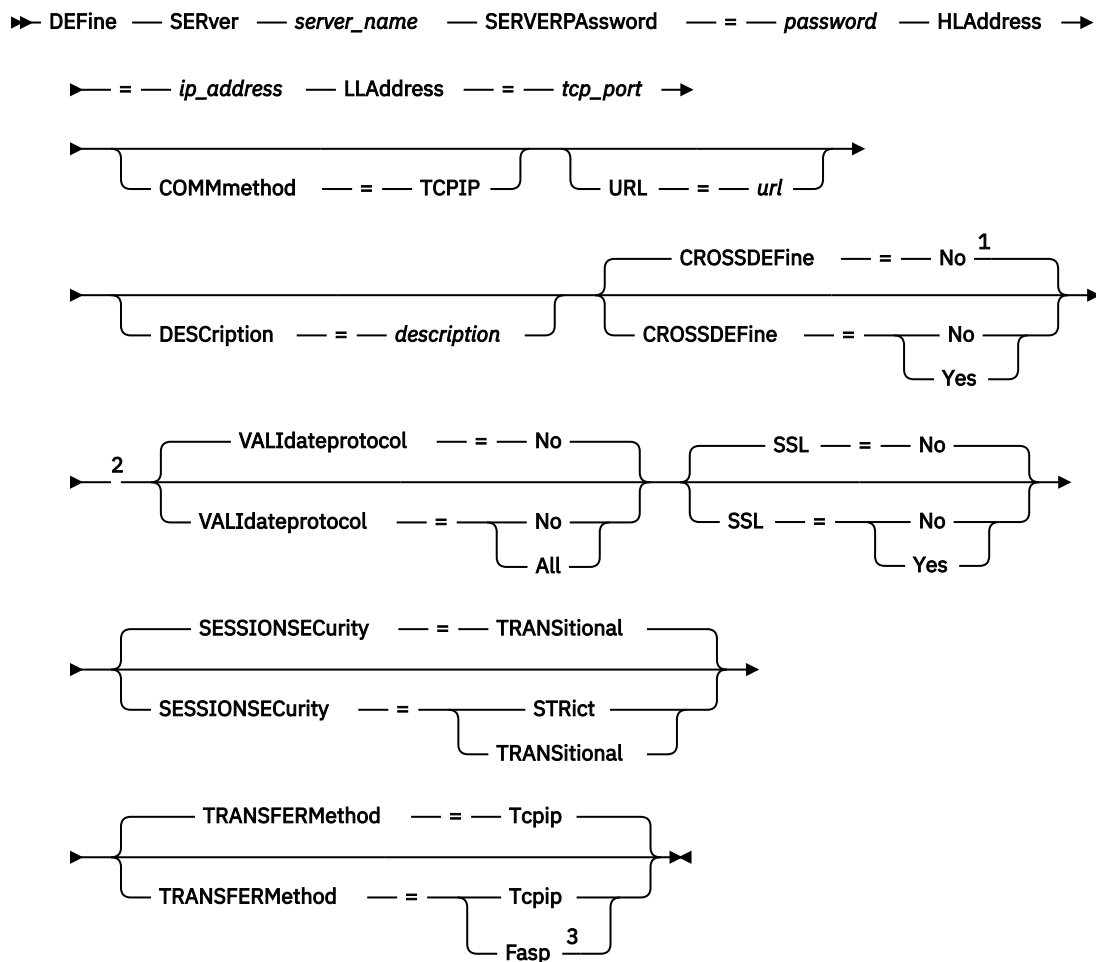 DEFine SERver server_name SERVERPAssword = password HLAddress
= ip_address LLAddress = tcp_port
COMMmethod = TCPIP URL = url
CROSSDEFine = No 1
DESCription = description CROSSDEFine = No
Yes
2 VALIdateprotocol = No SSL = No
VALIdateprotocol = No SSL = No
All Yes
SESSIONSECurity = TRANSitional
SESSIONSECurity = STRict
TRANSitional
TRANSFERMethod = Tcpip
TRANSFERMethod = Tcpip
Fasp 3